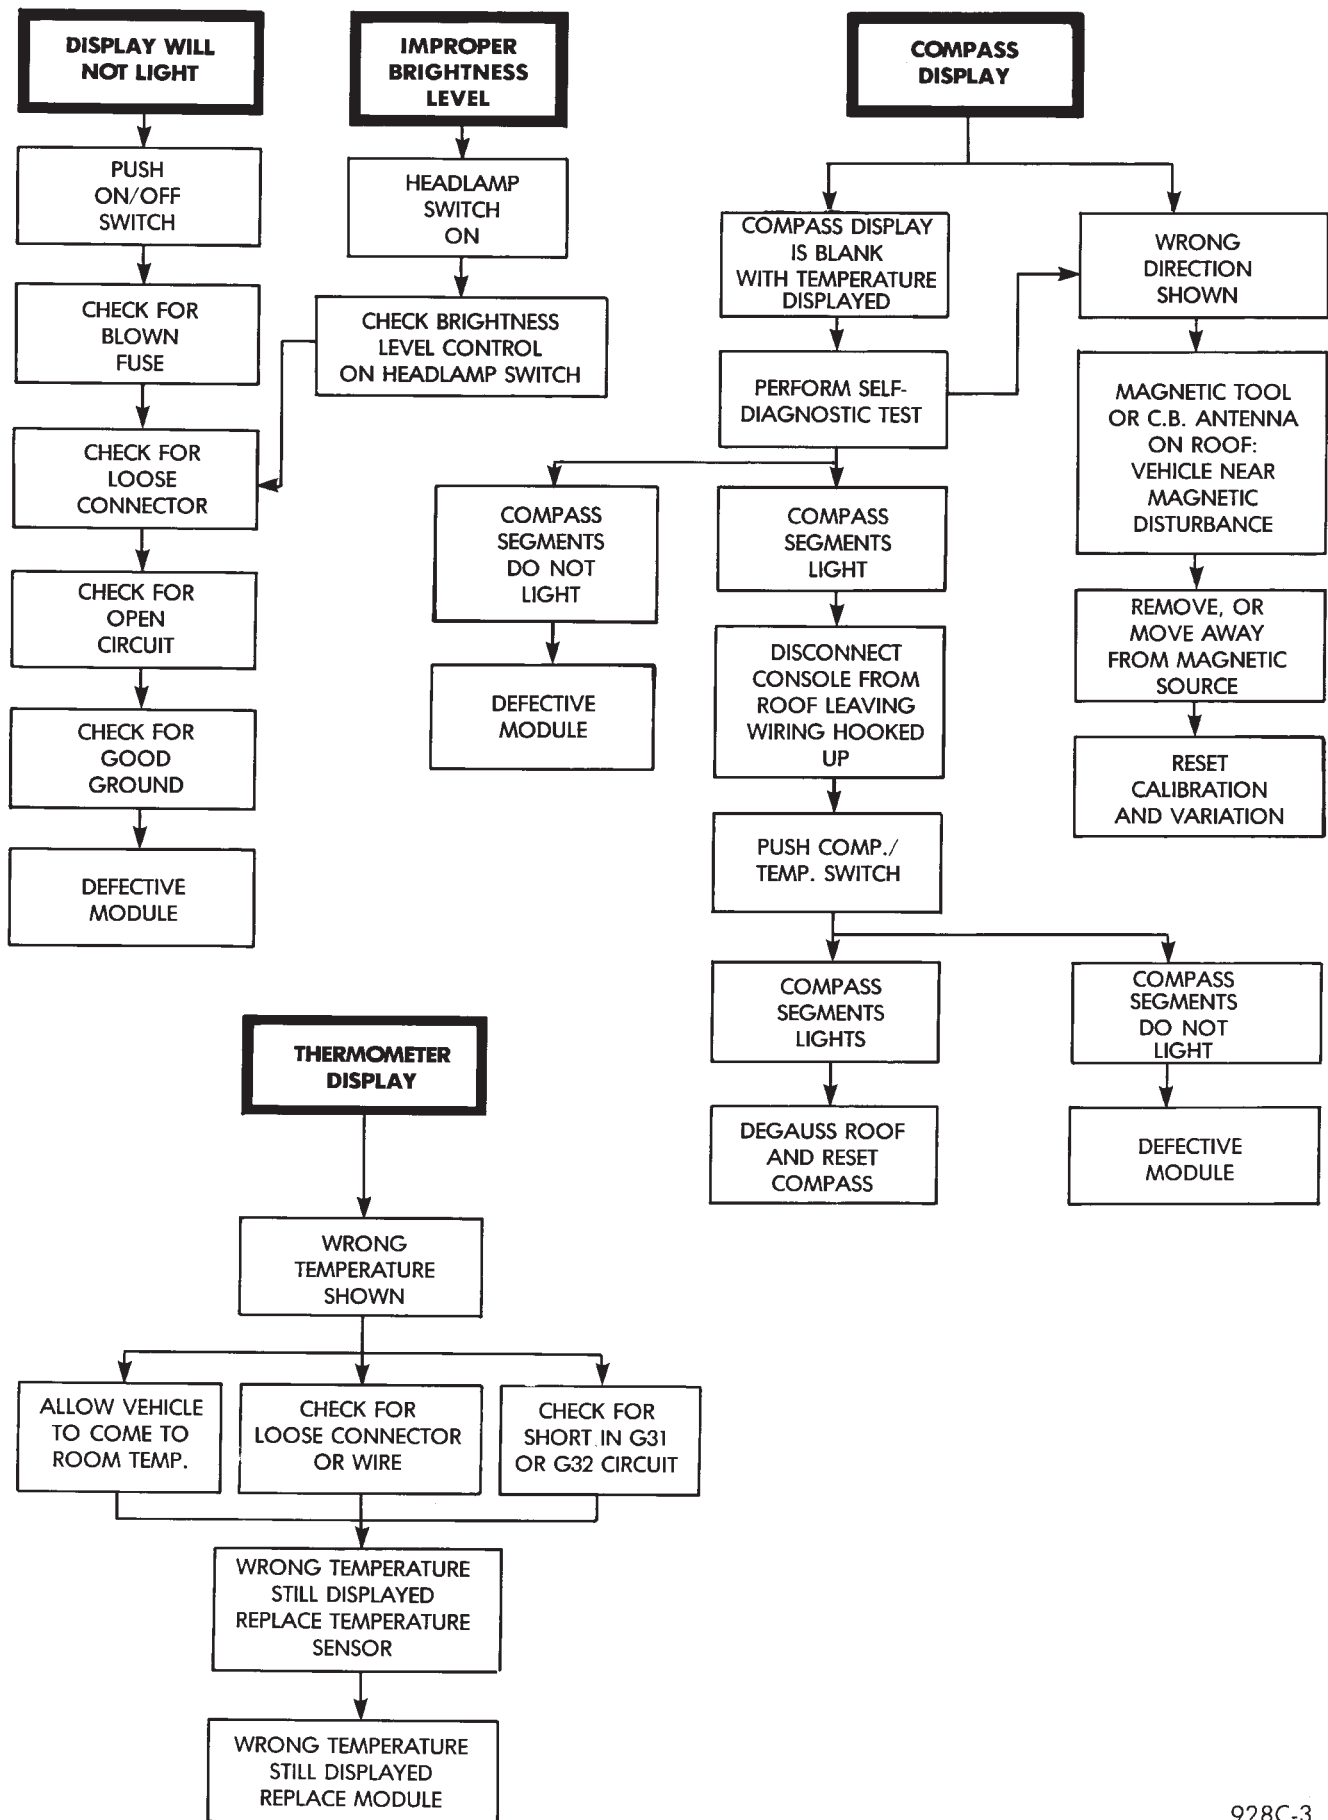 DISPLAY WILL
NOT LIGHT
PUSH
ON/OFF
SWITCH
CHECK FOR
BLOWN
FUSE
CHECK FOR
LOOSE
CONNECTOR
CHECK FOR
OPEN
CIRCUIT
CHECK FOR
GOOD
GROUND
DEFECTIVE
MODULE
IMPROPER
BRIGHTNESS
LEVEL
HEADLAMP
SWITCH
ON
CHECK BRIGHTNESS
LEVEL CONTROL
ON HEADLAMP SWITCH
COMPASS
DISPLAY
COMPASS DISPLAY
IS BLANK
WITH TEMPERATURE
DISPLAYED
PERFORM SELF-
DIAGNOSTIC TEST
COMPASS
SEGMENTS
DO NOT
LIGHT
DEFECTIVE
MODULE
COMPASS
SEGMENTS
LIGHT
DISCONNECT
CONSOLE FROM
ROOF LEAVING
WIRING HOOKED
UP
PUSH COMP./
TEMP. SWITCH
COMPASS
SEGMENTS
LIGHTS
DEGAUSS ROOF
AND RESET
COMPASS
COMPASS
SEGMENTS
DO NOT
LIGHT
DEFECTIVE
MODULE
WRONG
DIRECTION
SHOWN
MAGNETIC TOOL
OR C.B. ANTENNA
ON ROOF:
VEHICLE NEAR
MAGNETIC
DISTURBANCE
REMOVE, OR
MOVE AWAY
FROM MAGNETIC
SOURCE
RESET
CALIBRATION
AND VARIATION
THERMOMETER
DISPLAY
WRONG
TEMPERATURE
SHOWN
ALLOW VEHICLE
TO COME TO
ROOM TEMP.
CHECK FOR
LOOSE CONNECTOR
OR WIRE
CHECK FOR
SHORT IN G31
OR G32 CIRCUIT
WRONG TEMPERATURE
STILL DISPLAYED
REPLACE TEMPERATURE
SENSOR
WRONG TEMPERATURE
STILL DISPLAYED
REPLACE MODULE
928C-3